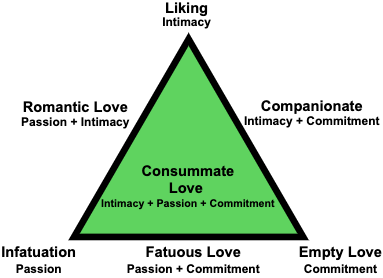 Liking
Intimacy
Romantic Love
Passion + Intimacy
Companionate
Intimacy + Commitment
Consummate
Love
Intimacy + Passion + Commitment
Infatuation
Passion
Fatuous Love
Passion + Commitment
Empty Love
Commitment